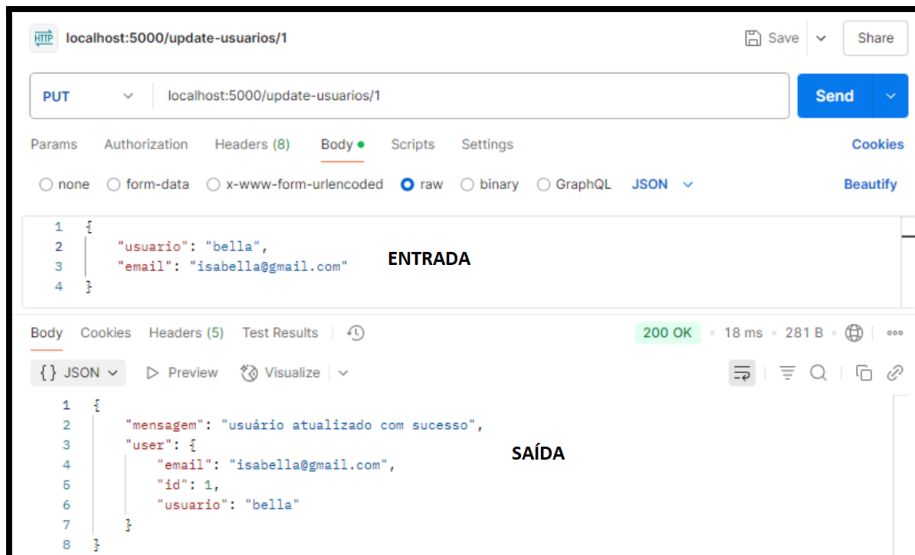 HTTP localhost:5000/update-usuarios/1 Save Share
PUT localhost:5000/update-usuarios/1 Send
Params Authorization Headers (8) Body Scripts Settings Cookies
none form-data x-www-form-urlencoded raw binary GraphQL JSON Beautify
1 {
2 "usuario": "bella",
3 "email": "isabella@gmail.com"
ENTRADA
4 }
Body Cookies Headers (5) Test Results 200 OK 18 ms 281 B
{} JSON Preview Visualize
1 {
2 "mensagem": "usuário atualizado com sucesso",
3 "user": {
SAÍDA
4 "email": "isabella@gmail.com",
5 "id": 1,
6 "usuario": "bella"
7 }
8 }